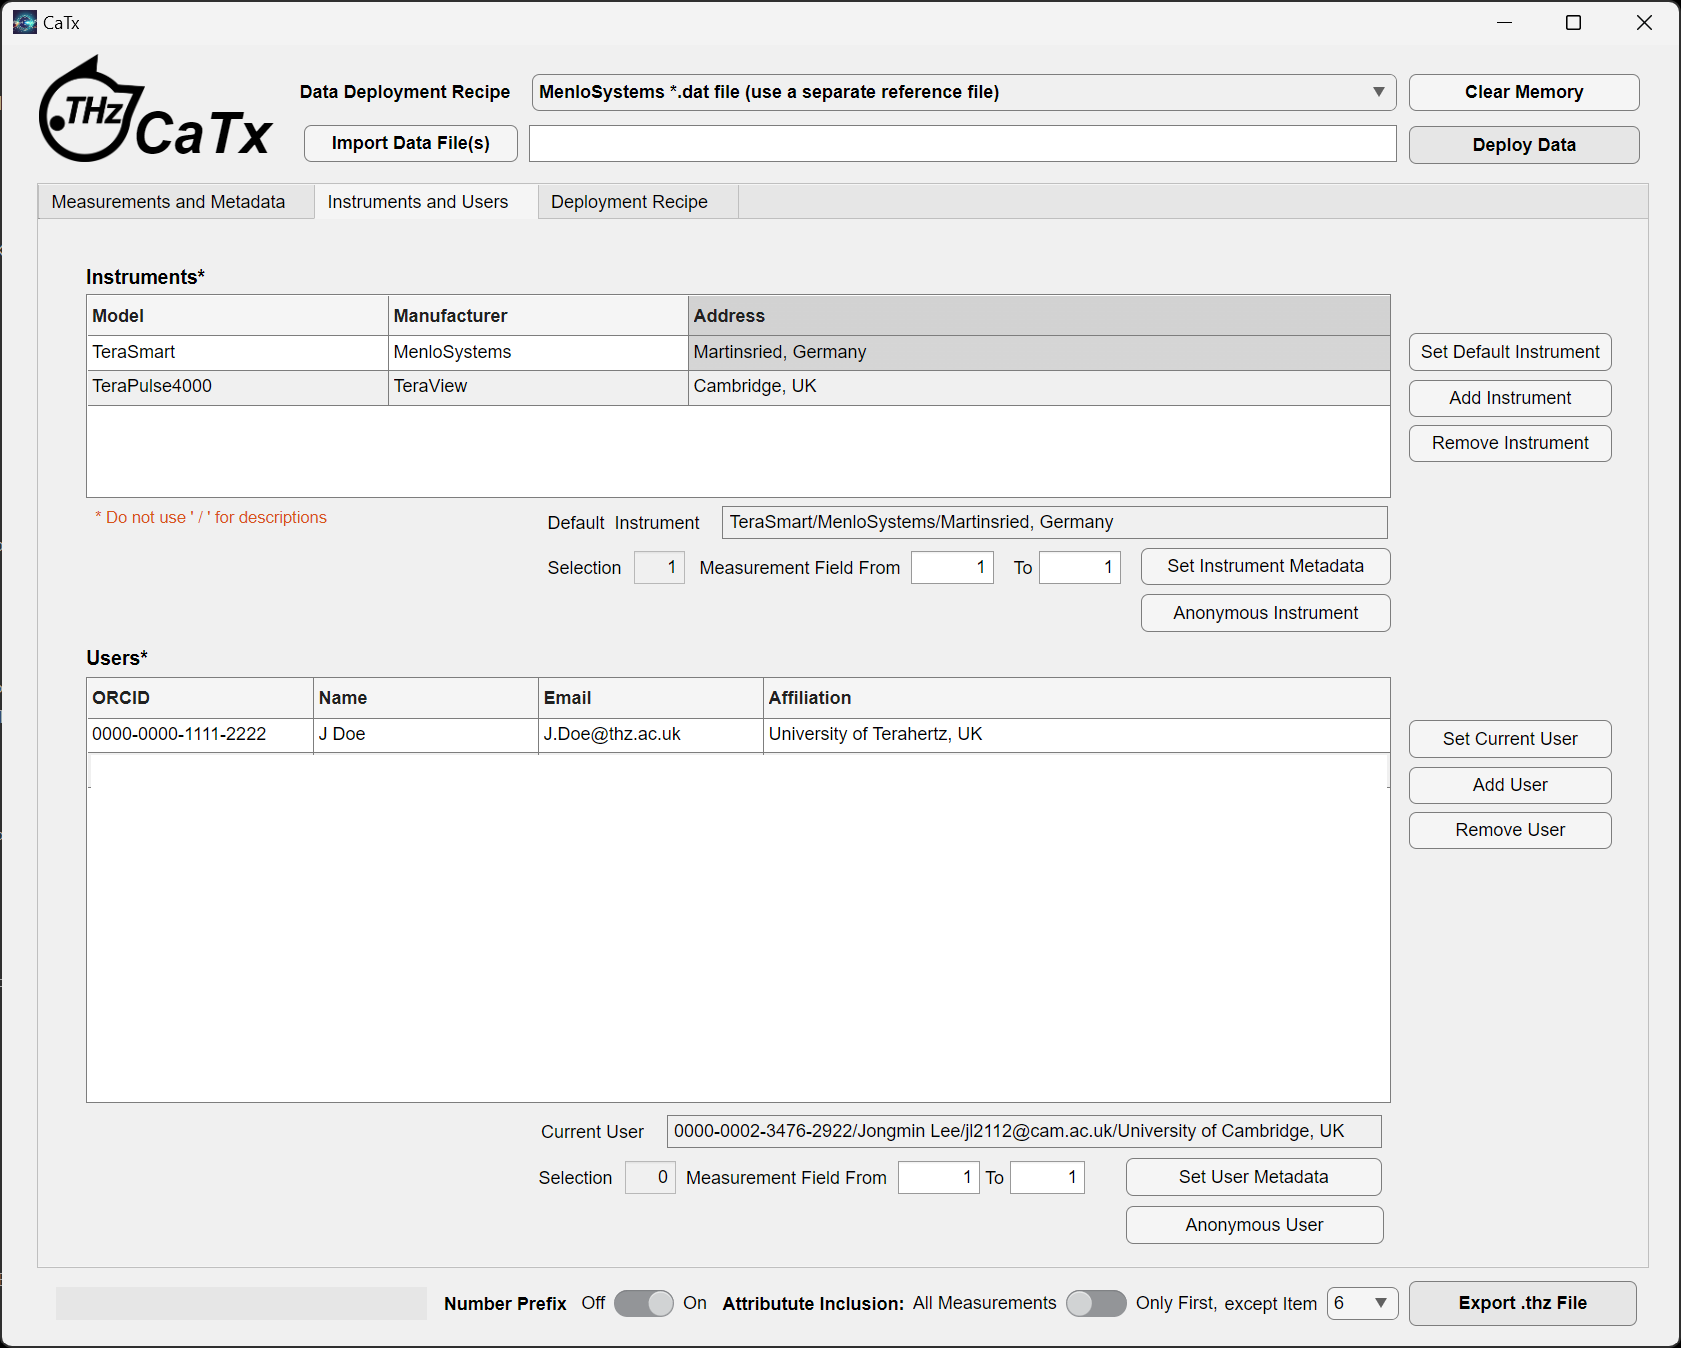 CaTx
THz
CaTx
Data Deployment Recipe
MenloSystems *.dat file (use a separate reference file)
Clear Memory
Import Data File(s)
Deploy Data
Measurements and Metadata
Instruments and Users
Deployment Recipe
Instruments*
Model Manufacturer Address
TeraSmart MenloSystems Martinsried, Germany
TeraPulse4000 TeraView Cambridge, UK
Set Default Instrument
Add Instrument
Remove Instrument
* Do not use ' / ' for descriptions
Default Instrument TeraSmart/MenloSystems/Martinsried, Germany
Selection 1 Measurement Field From 1 To 1 Set Instrument Metadata
Anonymous Instrument
Users*
ORCID Name Email Affiliation
0000-0000-1111-2222 J Doe J.Doe@thz.ac.uk University of Terahertz, UK
Set Current User
Add User
Remove User
Current User 0000-0002-3476-2922/Jongmin Lee/jl2112@cam.ac.uk/University of Cambridge, UK
Selection 0 Measurement Field From 1 To 1 Set User Metadata
Anonymous User
Number Prefix Off On Attributute Inclusion: All Measurements Only First, except Item 6 Export .thz File